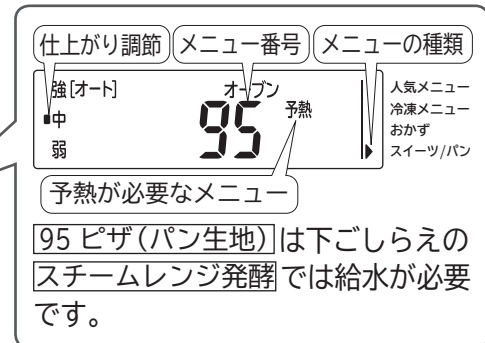 仕上がり調節 メニュー番号 メニューの種類
強[オート] オーブン 人気メニュー
中 95 予熱 冷凍メニュー
弱 おかず
スイーツ/パン
予熱が必要なメニュー
95 ピザ(パン生地)は下ごしらえの
スチームレンジ発酵では給水が必要
です。